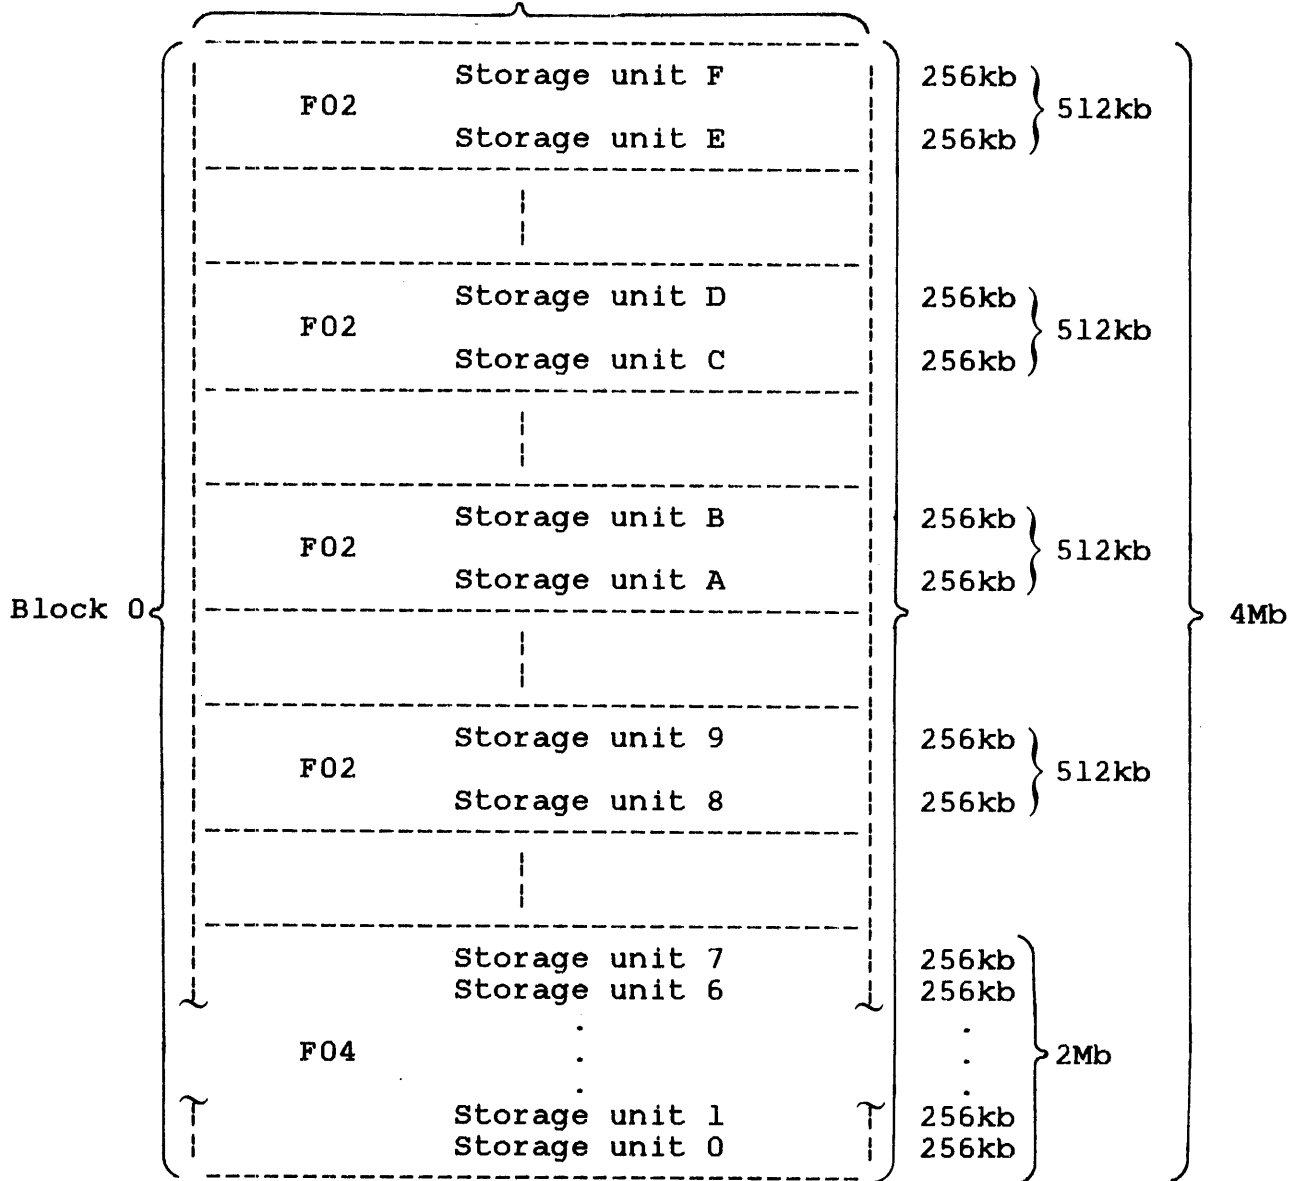 Storage unit F 256kb
F02 512kb
Storage unit E 256kb
Storage unit D 256kb
F02 512kb
Storage unit C 256kb
Storage unit B 256kb
F02 512kb
Storage unit A 256kb
Block 0 4Mb
Storage unit 9 256kb
F02 512kb
Storage unit 8 256kb
Storage unit 7 256kb
Storage unit 6 256kb
F04 2Mb
Storage unit 1 256kb
Storage unit 0 256kb